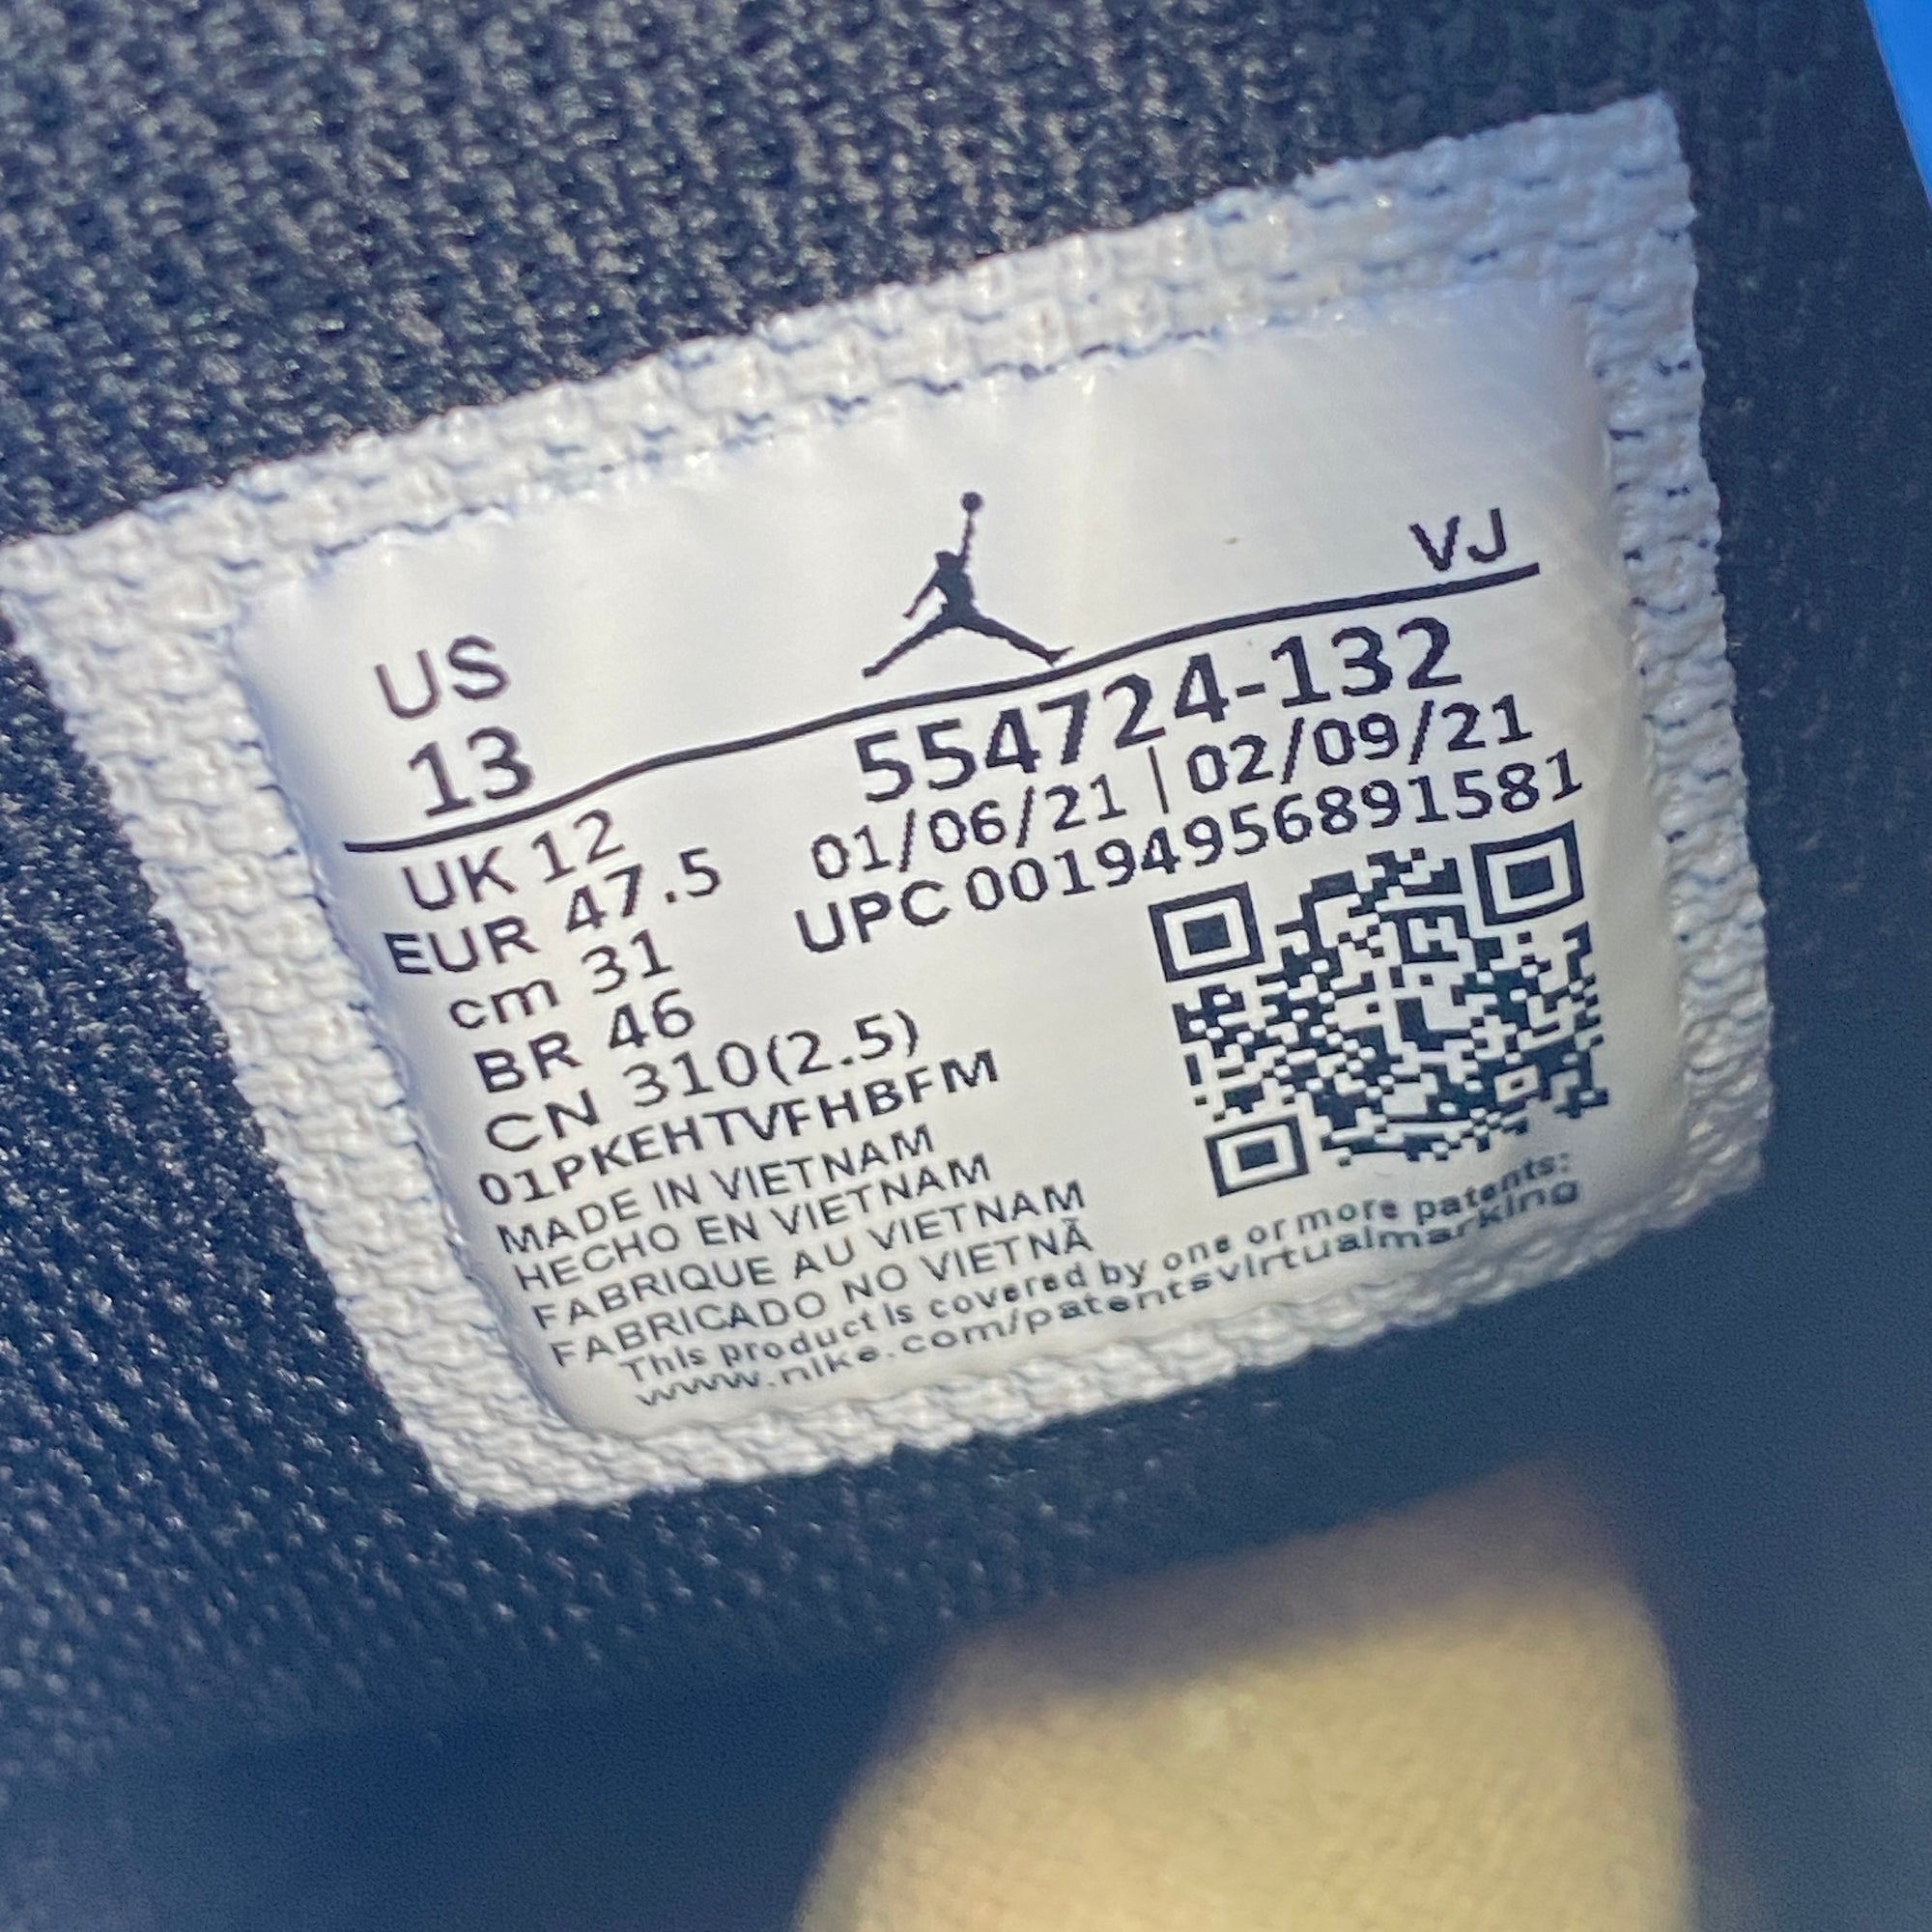 US
13
VJ
554724-132
01/06/21 | 02/09/21
UPC 00194956891581
UK 12
EUR 47.5
cm 31
BR 46
CN 310(2.5)
01PKEHTVFHBFM
MADE IN VIETNAM
HECHO EN VIETNAM
FABRIQUE AU VIETNAM
FABRICADO NO VIETNÃ
This product is covered by one or more patents:
www.nike.com/patentsvirtualmarking